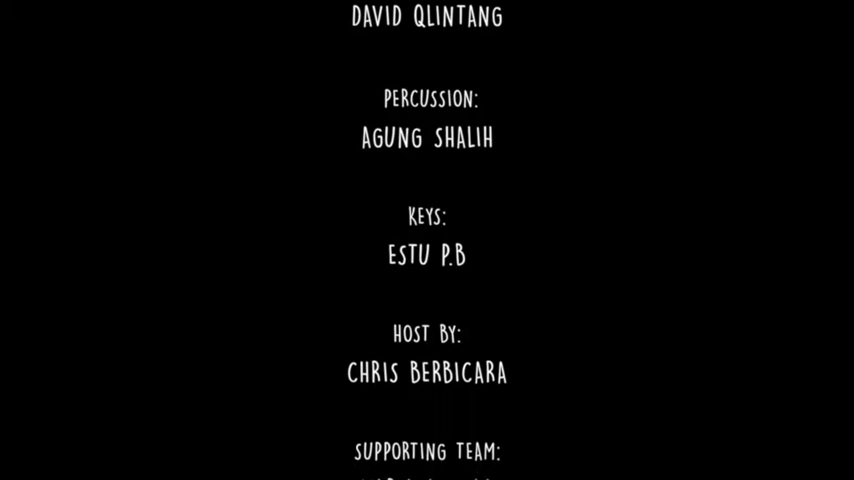 DAVID QLINTANG
PERCUSSION:
AGUNG SHALIH
KEYS:
ESTU P.B
HOST BY:
CHRIS BERBICARA
SUPPORTING TEAM: